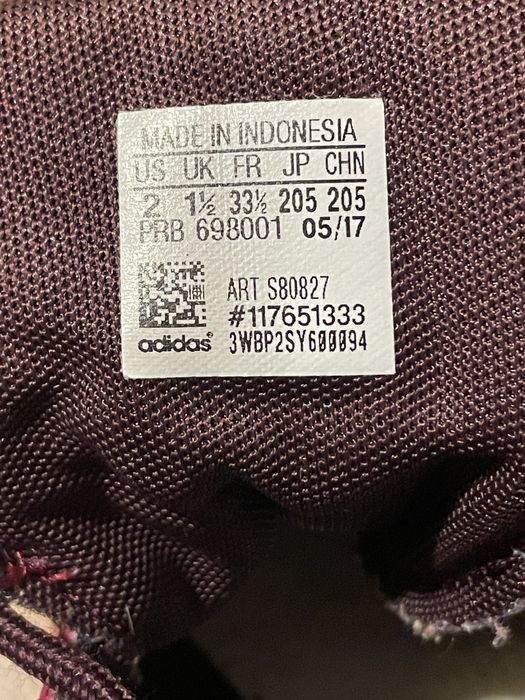 MADE IN INDONESIA
US UK FR JP CHN
2 1½ 33½ 205 205
PRB 698001 05/17
ART S80827
#117651333
adidas® 3WBP2SY600094